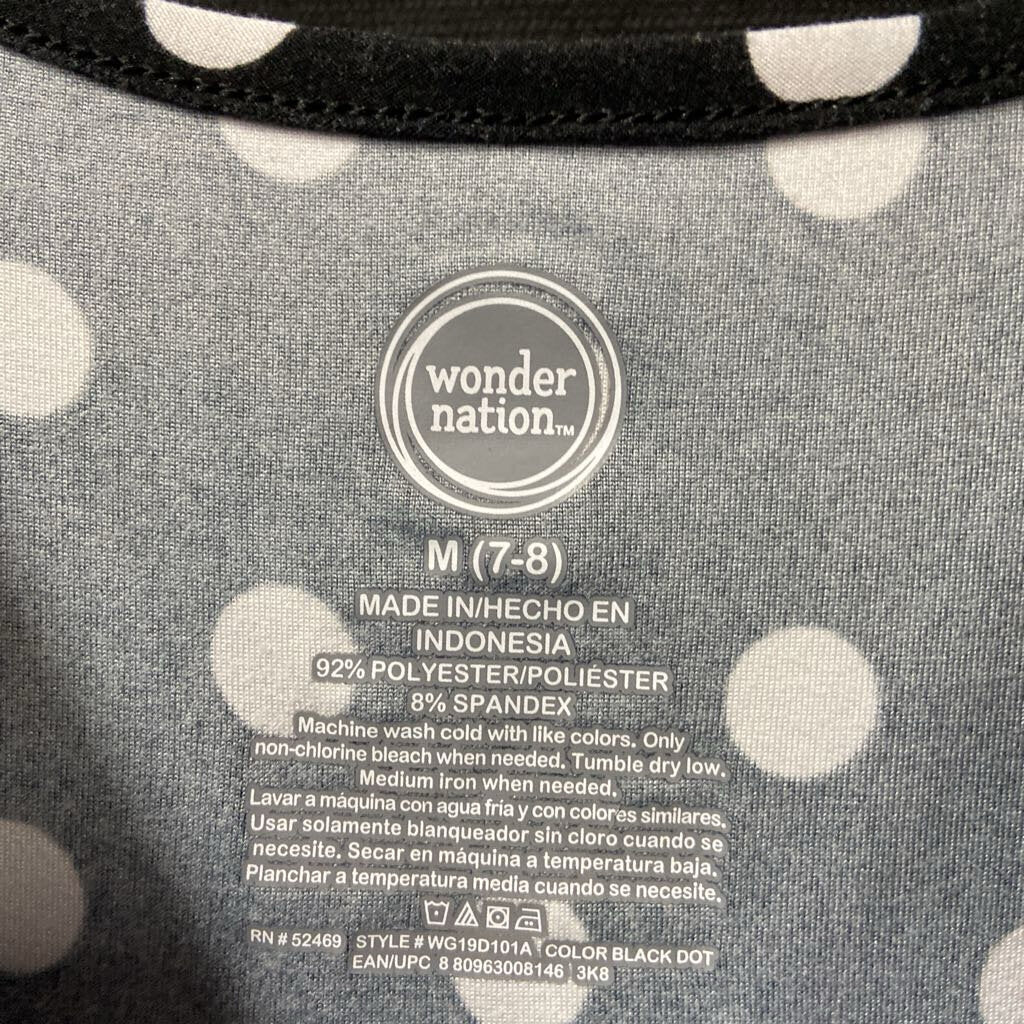 wonder
nation™
M (7-8)
MADE IN/HECHO EN
INDONESIA
92% POLYESTER/POLIÉSTER
8% SPANDEX
Machine wash cold with like colors. Only
non-chlorine bleach when needed. Tumble dry low.
Medium iron when needed.
Lavar a máquina con agua fría y con colores similares.
Usar solamente blanqueador sin cloro cuando se
necesite. Secar en máquina a temperatura baja.
Planchar a temperatura media cuando se necesite.
RN # 52469 STYLE # WG19D101A COLOR BLACK DOT
EAN/UPC 8 80963008146 3K8